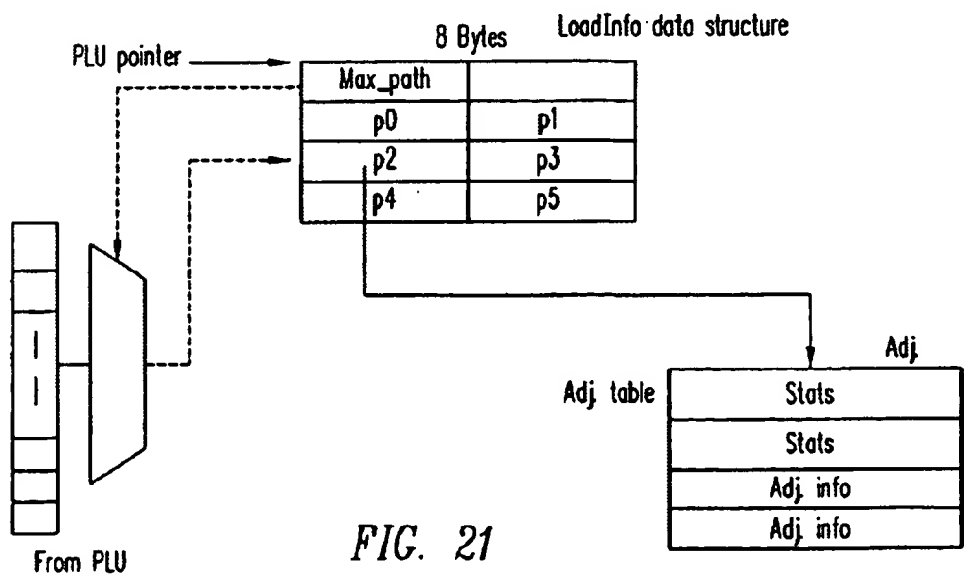 8 Bytes
LoadInfo data structure
PLU pointer
Max_path
p0
p1
p2
p3
p4
p5
Adj.
Adj. table
Stats
Stats
Adj. info
Adj. info
From PLU
FIG. 21